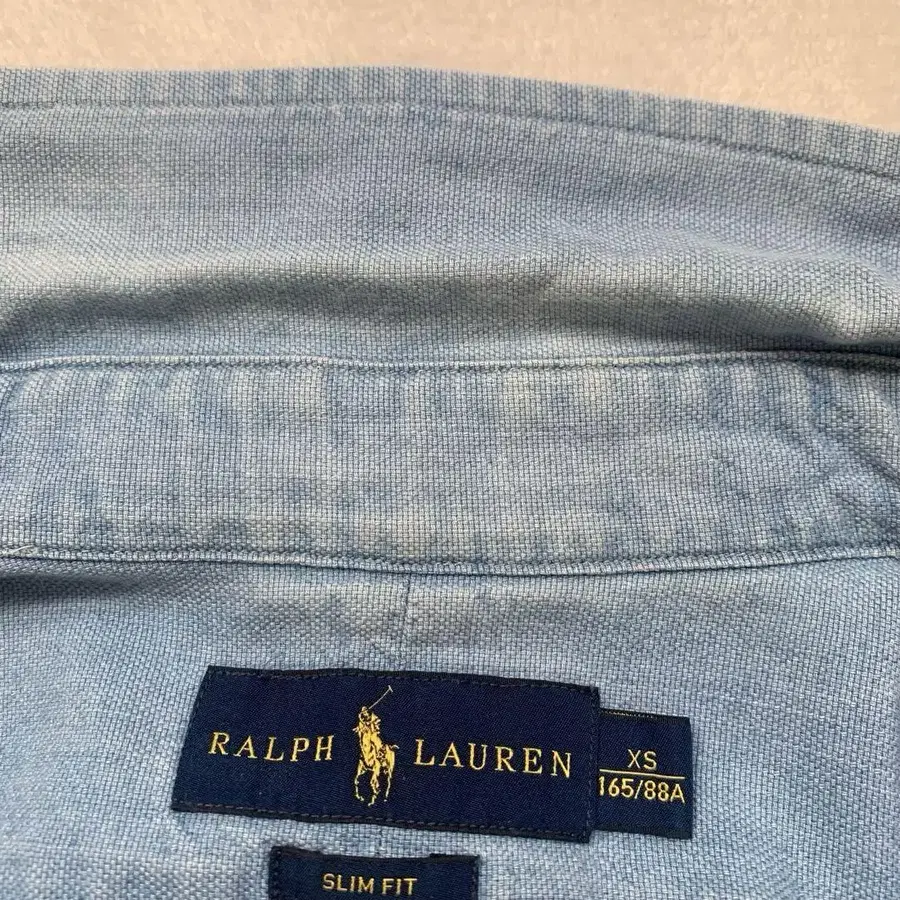 RALPH LAUREN
XS
165/88A
SLIM FIT